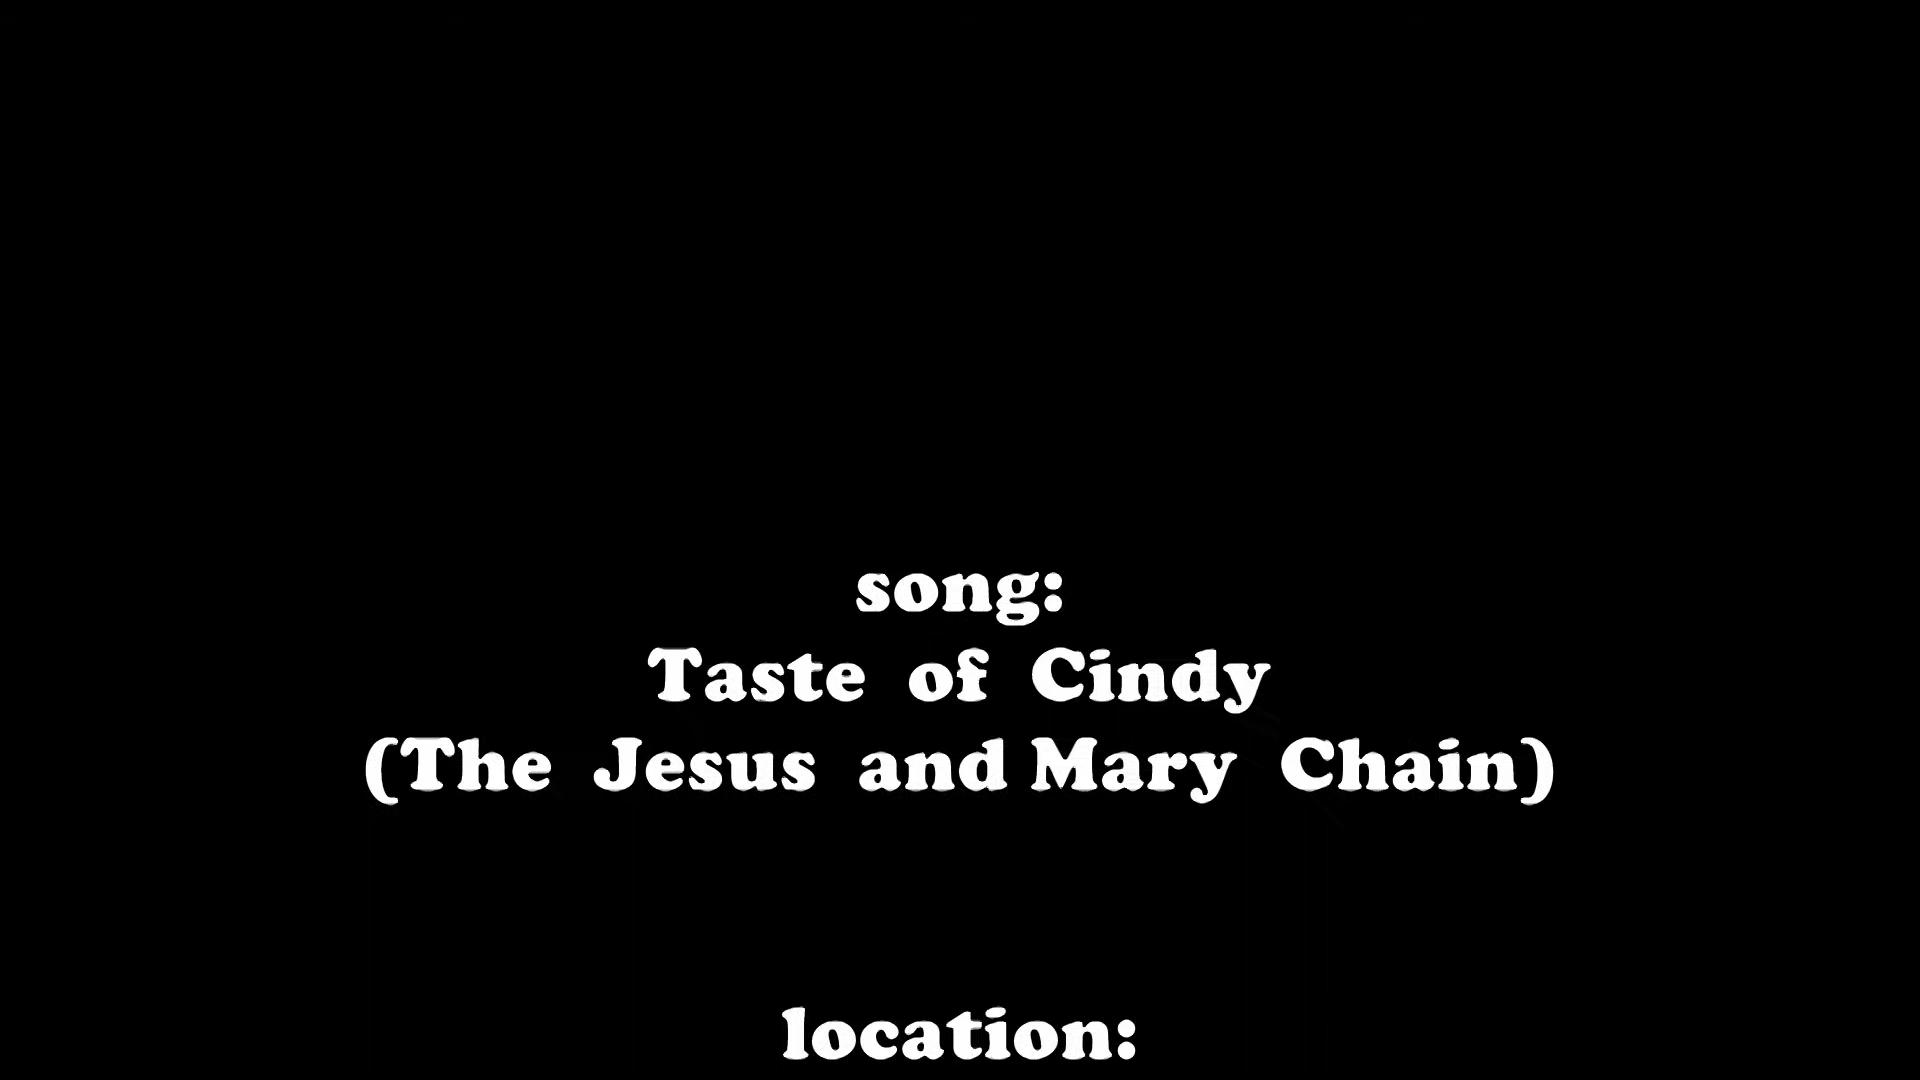 song:
Taste of Cindy
(The Jesus and Mary Chain)
location: